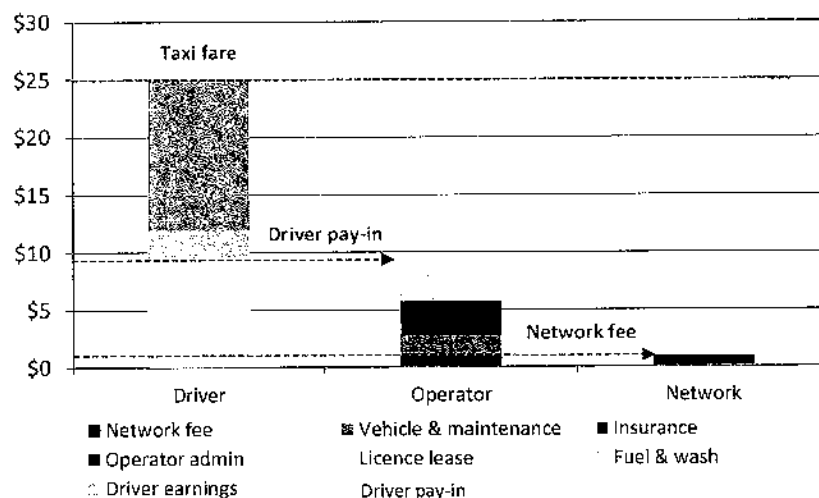 $30
Taxi fare
$25
$20
$15
Driver pay-in
$10
$5
Network fee
$0
Driver Operator Network
Network fee Vehicle & maintenance Insurance
Operator admin Licence lease Fuel & wash
Driver earnings Driver pay-in